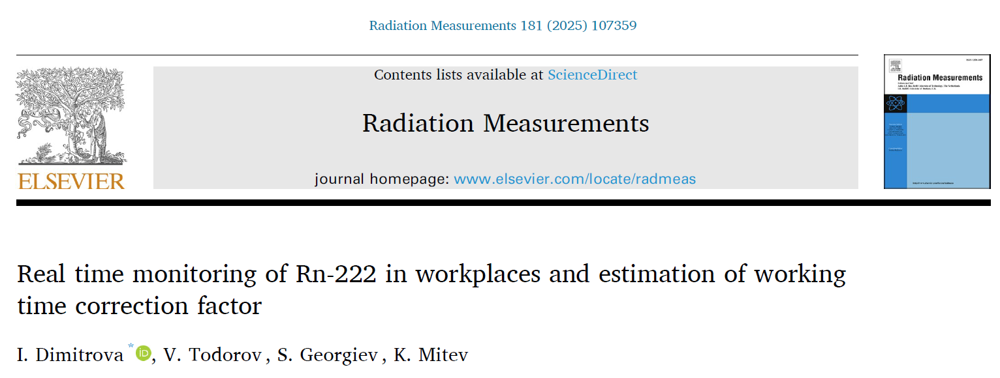 Radiation Measurements 181 (2025) 107359
NON SOLUS
ELSEVIER
Contents lists available at ScienceDirect
Radiation Measurements
journal homepage: www.elsevier.com/locate/radmeas
Radiation Measurements
Real time monitoring of Rn-222 in workplaces and estimation of working
time correction factor
I. Dimitrova *iD, V. Todorov, S. Georgiev, K. Mitev